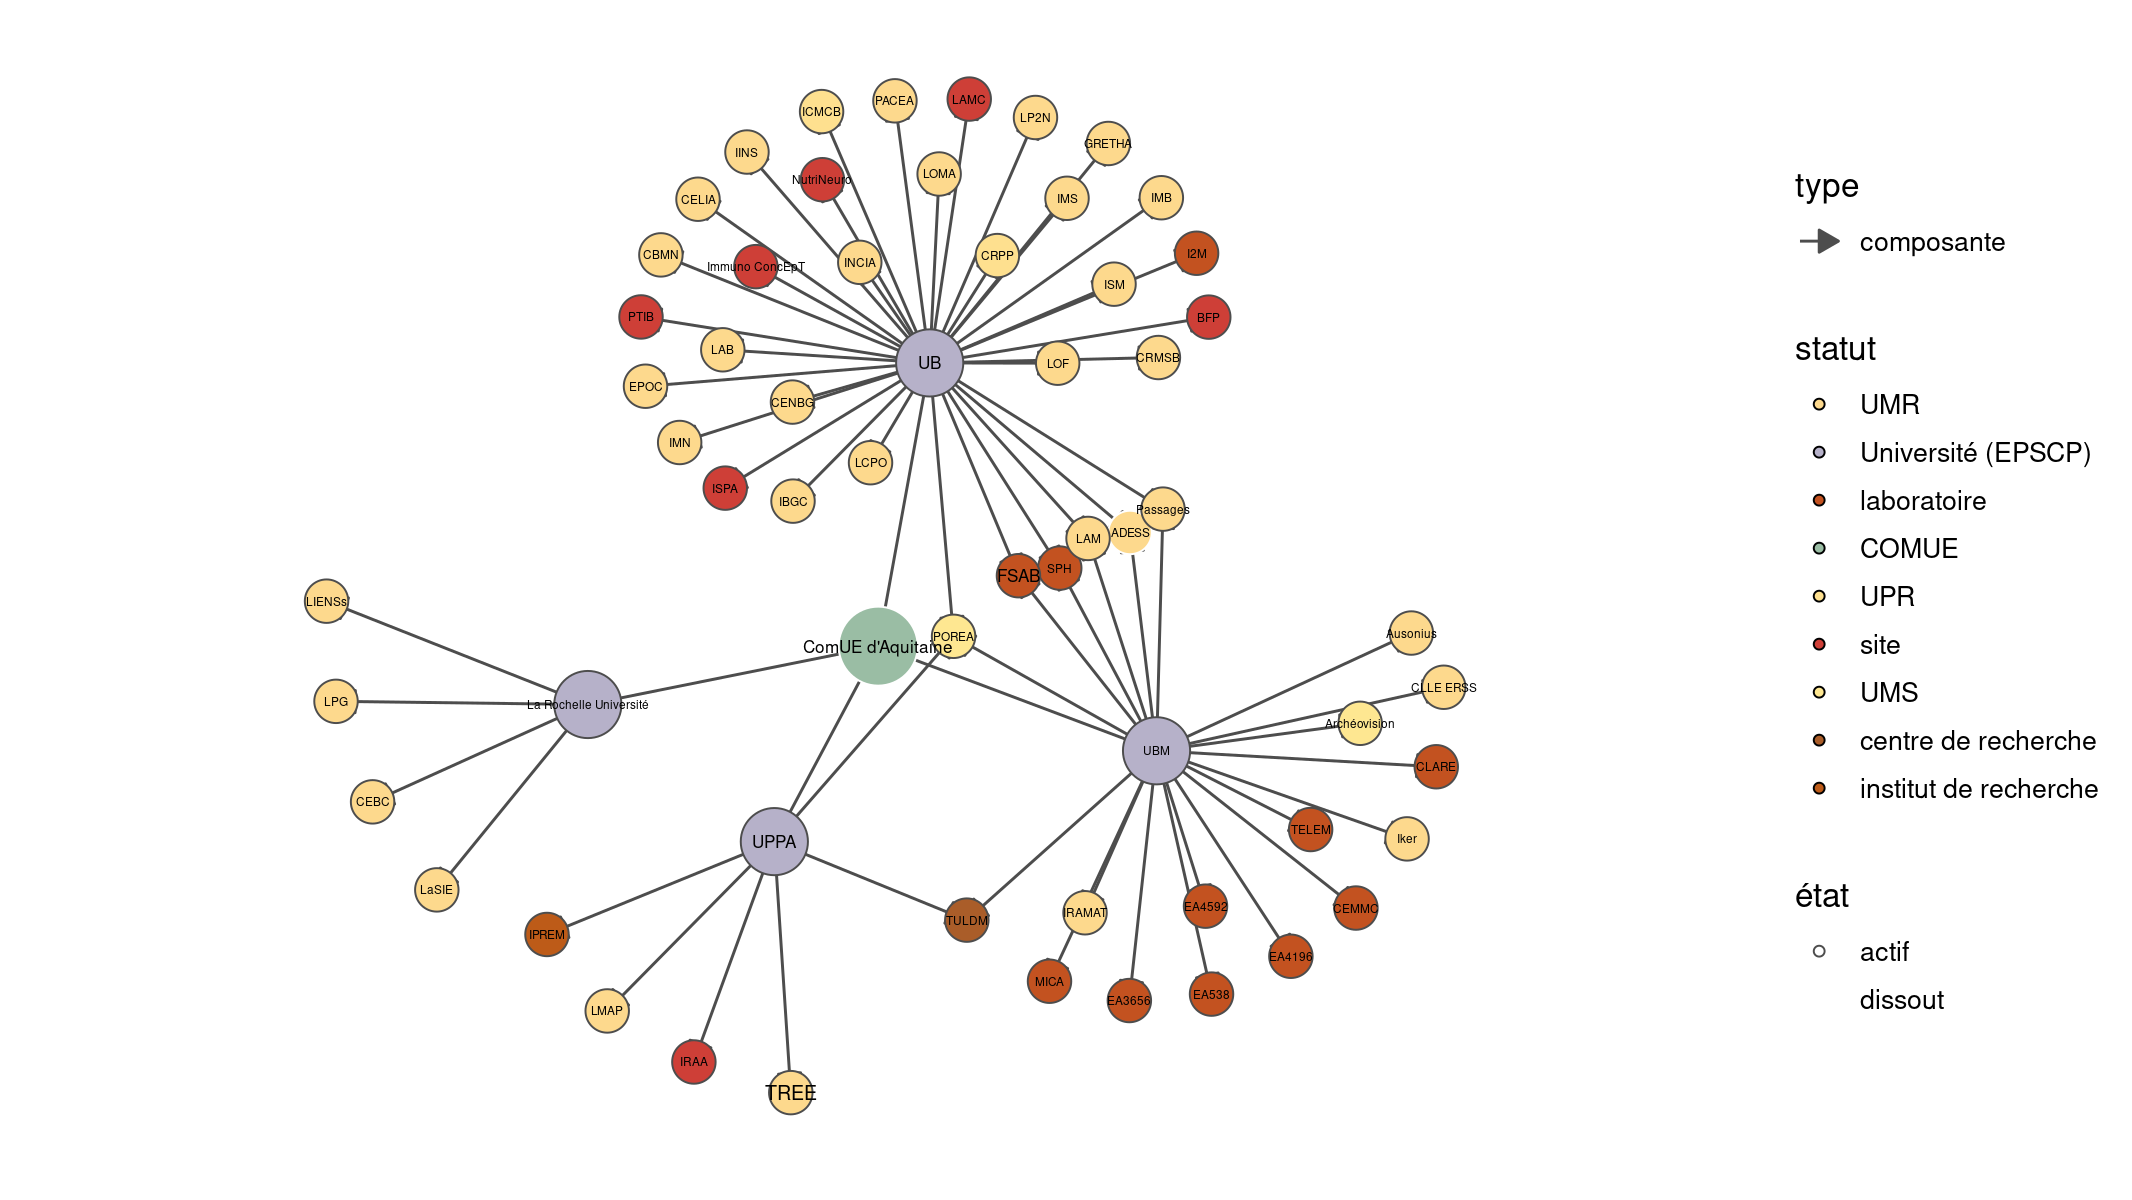 PACEA
LAMC
ICMCB
LP2N
GRETHA
IINS
LOMA
NutriNeuro
CELIA
IMS
IMB
CBMN
Immuno ConcEpT
INCIA
CRPP
I2M
ISM
PTIB
BFP
LAB
UB
LOF
CRMSB
EPOC
CENBG
IMN
LCPO
ISPA
IBGC
Passages
ADESS
LAM
SPH
FSAB
LIENSs
POREA
ComUE d'Aquitaine
Ausonius
CLLE ERSS
LPG
La Rochelle Université
Archéovision
UBM
CLARE
CEBC
TELEM
Iker
UPPA
LaSIE
EA4592
CEMMC
IRAMAT
TULDM
IPREM
EA4196
MICA
EA538
EA3656
LMAP
IRAA
TREE
type
composante
statut
UMR
Université (EPSCP)
laboratoire
COMUE
UPR
site
UMS
centre de recherche
institut de recherche
état
actif
dissout